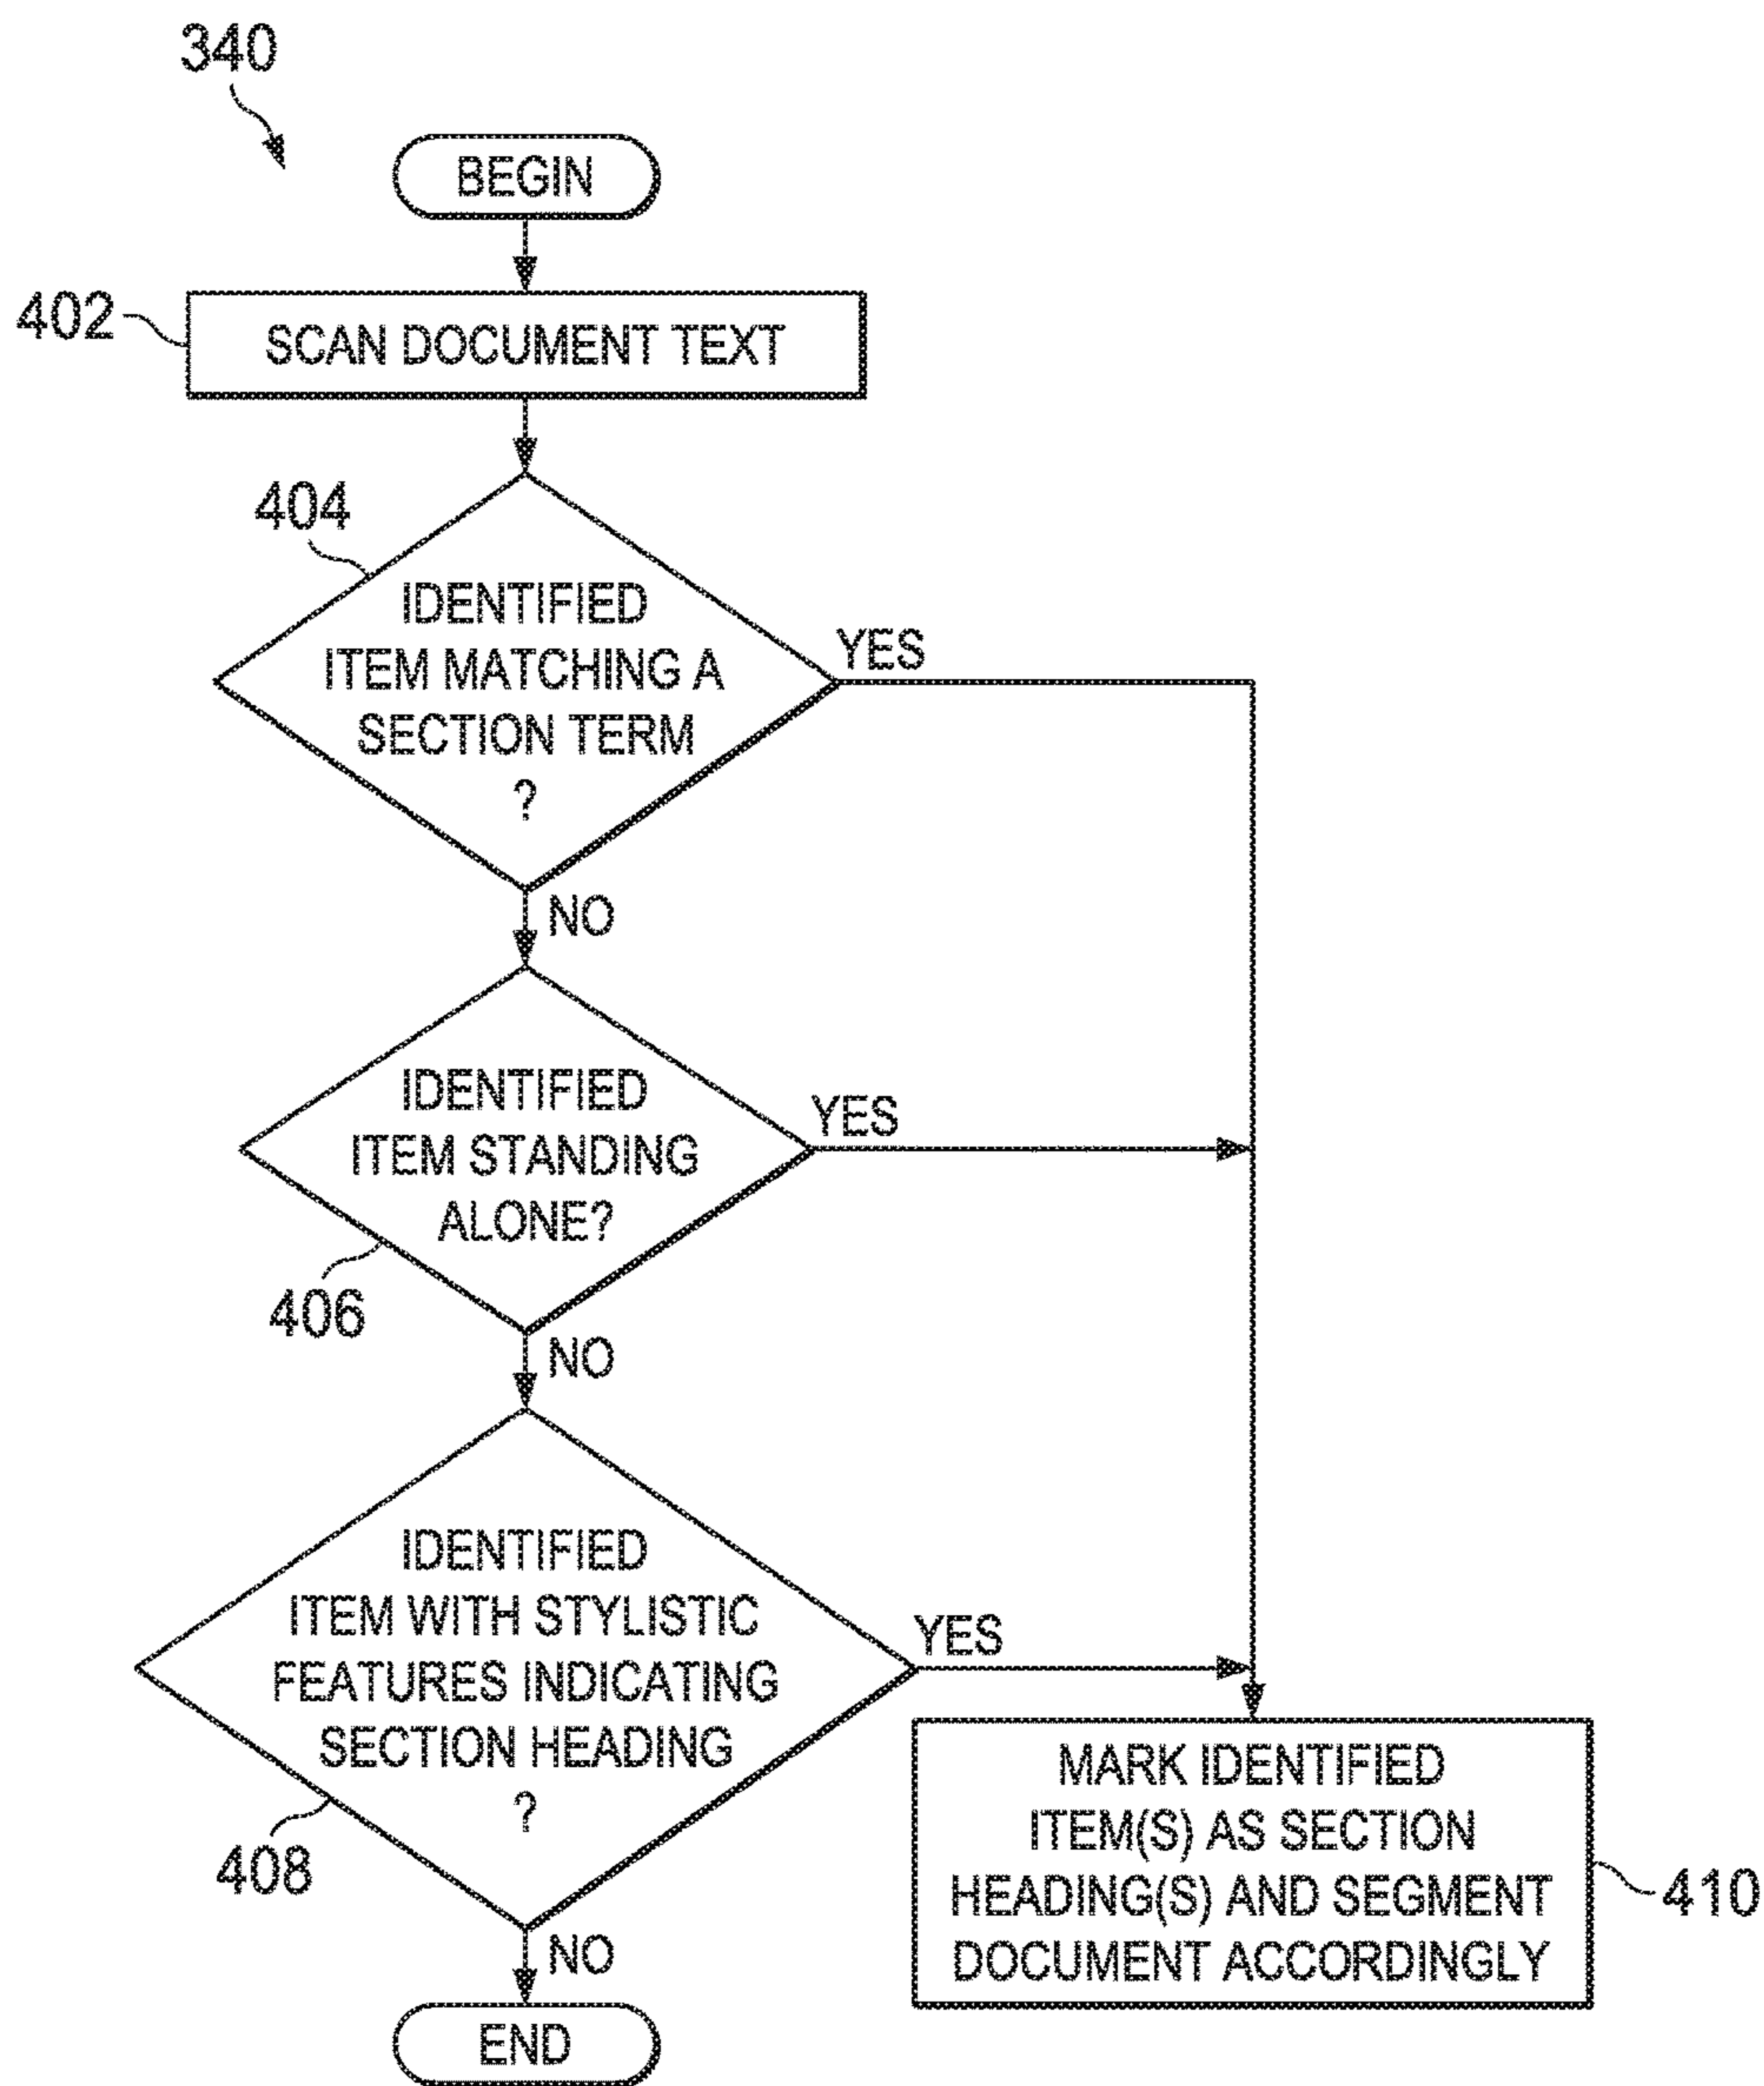 340
BEGIN
402
SCAN DOCUMENT TEXT
404
IDENTIFIED
ITEM MATCHING A
SECTION TERM
?
YES
NO
IDENTIFIED
ITEM STANDING
ALONE?
YES
406
NO
IDENTIFIED
ITEM WITH STYLISTIC
FEATURES INDICATING
SECTION HEADING
?
YES
408
NO
MARK IDENTIFIED
ITEM(S) AS SECTION
HEADING(S) AND SEGMENT
DOCUMENT ACCORDINGLY
410
END